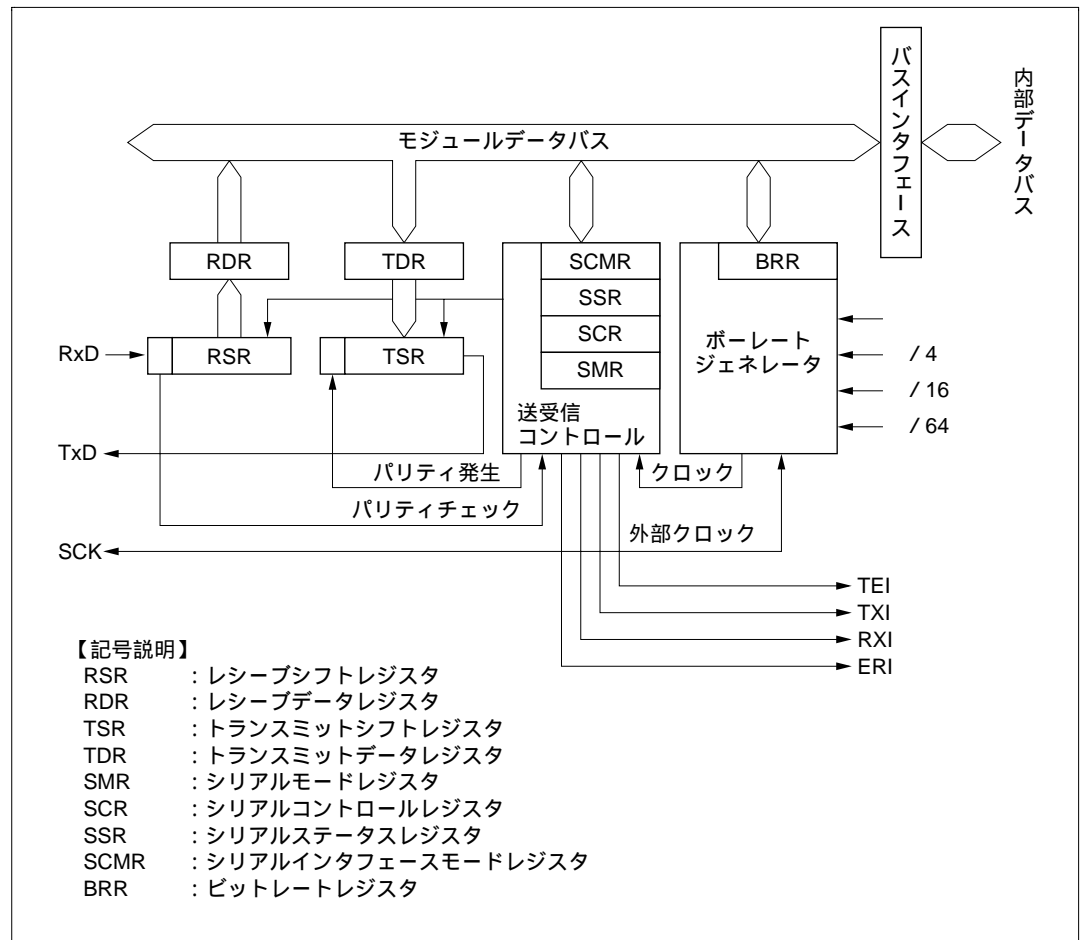 バスインタフェース
内部データバス
モジュールデータバス
RDR
TDR
SCMR
BRR
SSR
SCR
SMR
RxD
RSR
TSR
ボーレート
ジェネレータ
/ 4
/ 16
/ 64
送受信
コントロール
TxD
パリティ発生
クロック
パリティチェック
外部クロック
SCK
TEI
TXI
RXI
ERI
【記号説明】
RSR : レシーブシフトレジスタ
RDR : レシーブデータレジスタ
TSR : トランスミットシフトレジスタ
TDR : トランスミットデータレジスタ
SMR : シリアルモードレジスタ
SCR : シリアルコントロールレジスタ
SSR : シリアルステータスレジスタ
SCMR : シリアルインタフェースモードレジスタ
BRR : ビットレートレジスタ